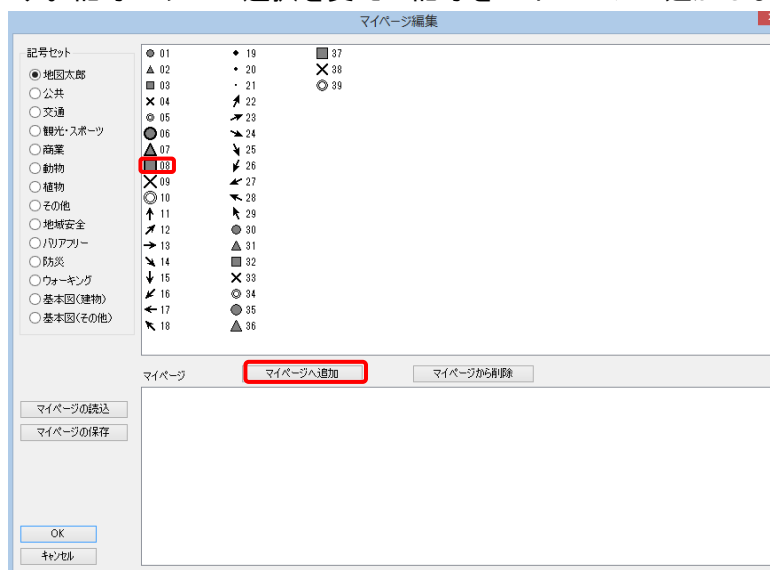 マイページ編集
記号セット
地図太郎
公共
交通
観光・スポーツ
商業
動物
植物
その他
地域安全
バリアフリー
防災
ウォーキング
基本図(建物)
基本図(その他)
01
02
03
04
05
06
07
08
09
10
11
12
13
14
15
16
17
18
19
20
21
22
23
24
25
26
27
28
29
30
31
32
33
34
35
36
37
38
39
マイページ
マイページへ追加
マイページから削除
マイページの読込
マイページの保存
OK
キャンセル